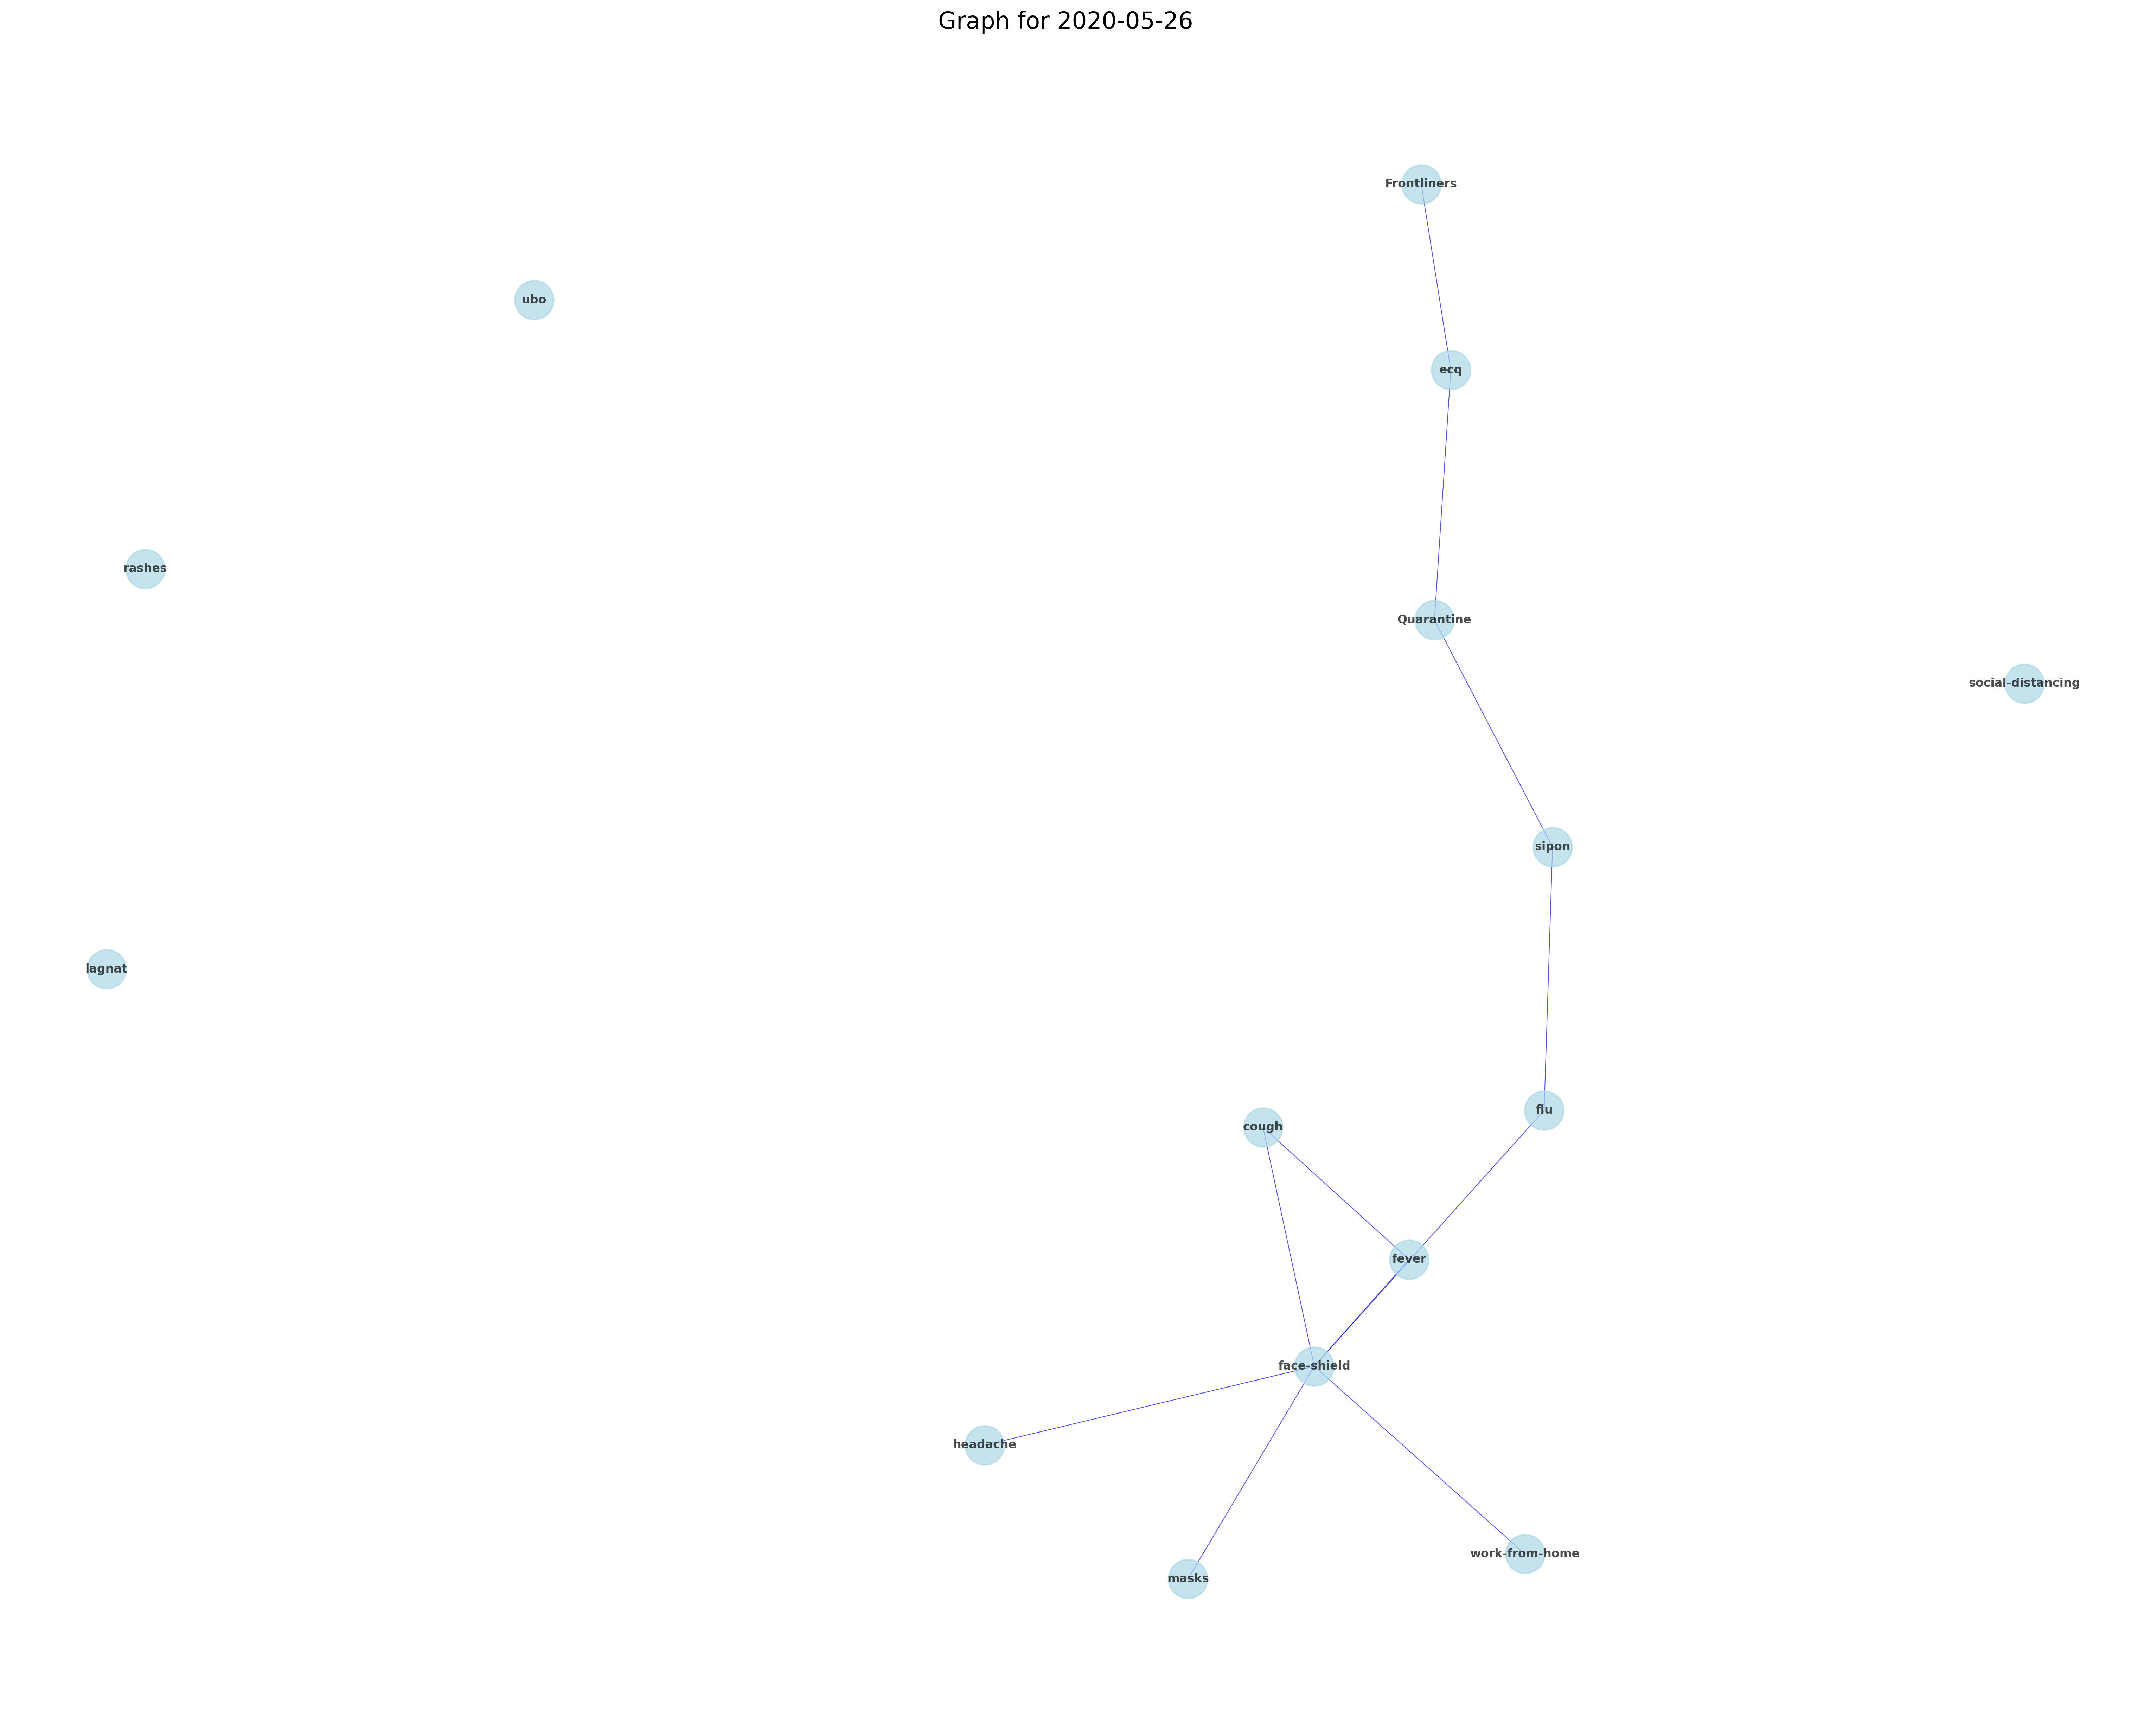 Graph for 2020-05-26
Frontliners
ubo
ecq
rashes
Quarantine
social-distancing
sipon
lagnat
flu
cough
fever
face-shield
headache
work-from-home
masks